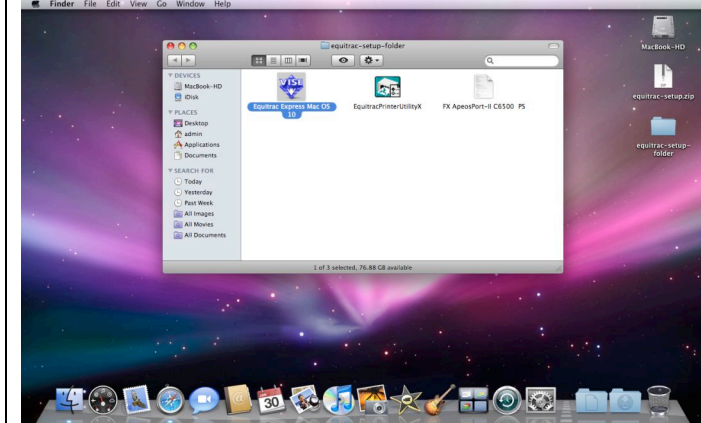 Finder File Edit View Go Window Help
equitrac-setup-folder
DEVICES
MacBook-HD
iDisk
PLACES
Desktop
admin
Applications
Documents
SEARCH FOR
Today
Yesterday
Past Week
All Images
All Movies
All Documents
VISE
Equitrac Express Mac OS
10
EquitracPrinterUtilityX
FX ApeosPort-II C6500 PS
1 of 3 selected, 76.88 GB available
MacBook-HD
ZIP
equitrac-setup.zip
equitrac-setup-
folder
30